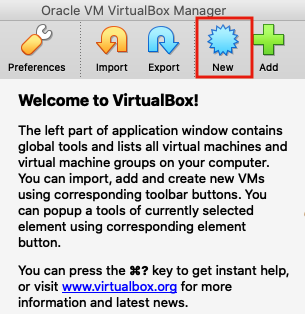 Oracle VM VirtualBox Manager
Preferences Import Export New Add
Welcome to VirtualBox!
The left part of application window contains
global tools and lists all virtual machines and
virtual machine groups on your computer.
You can import, add and create new VMs
using corresponding toolbar buttons. You
can popup a tools of currently selected
element using corresponding element
button.
You can press the ⌘? key to get instant help,
or visit www.virtualbox.org for more
information and latest news.